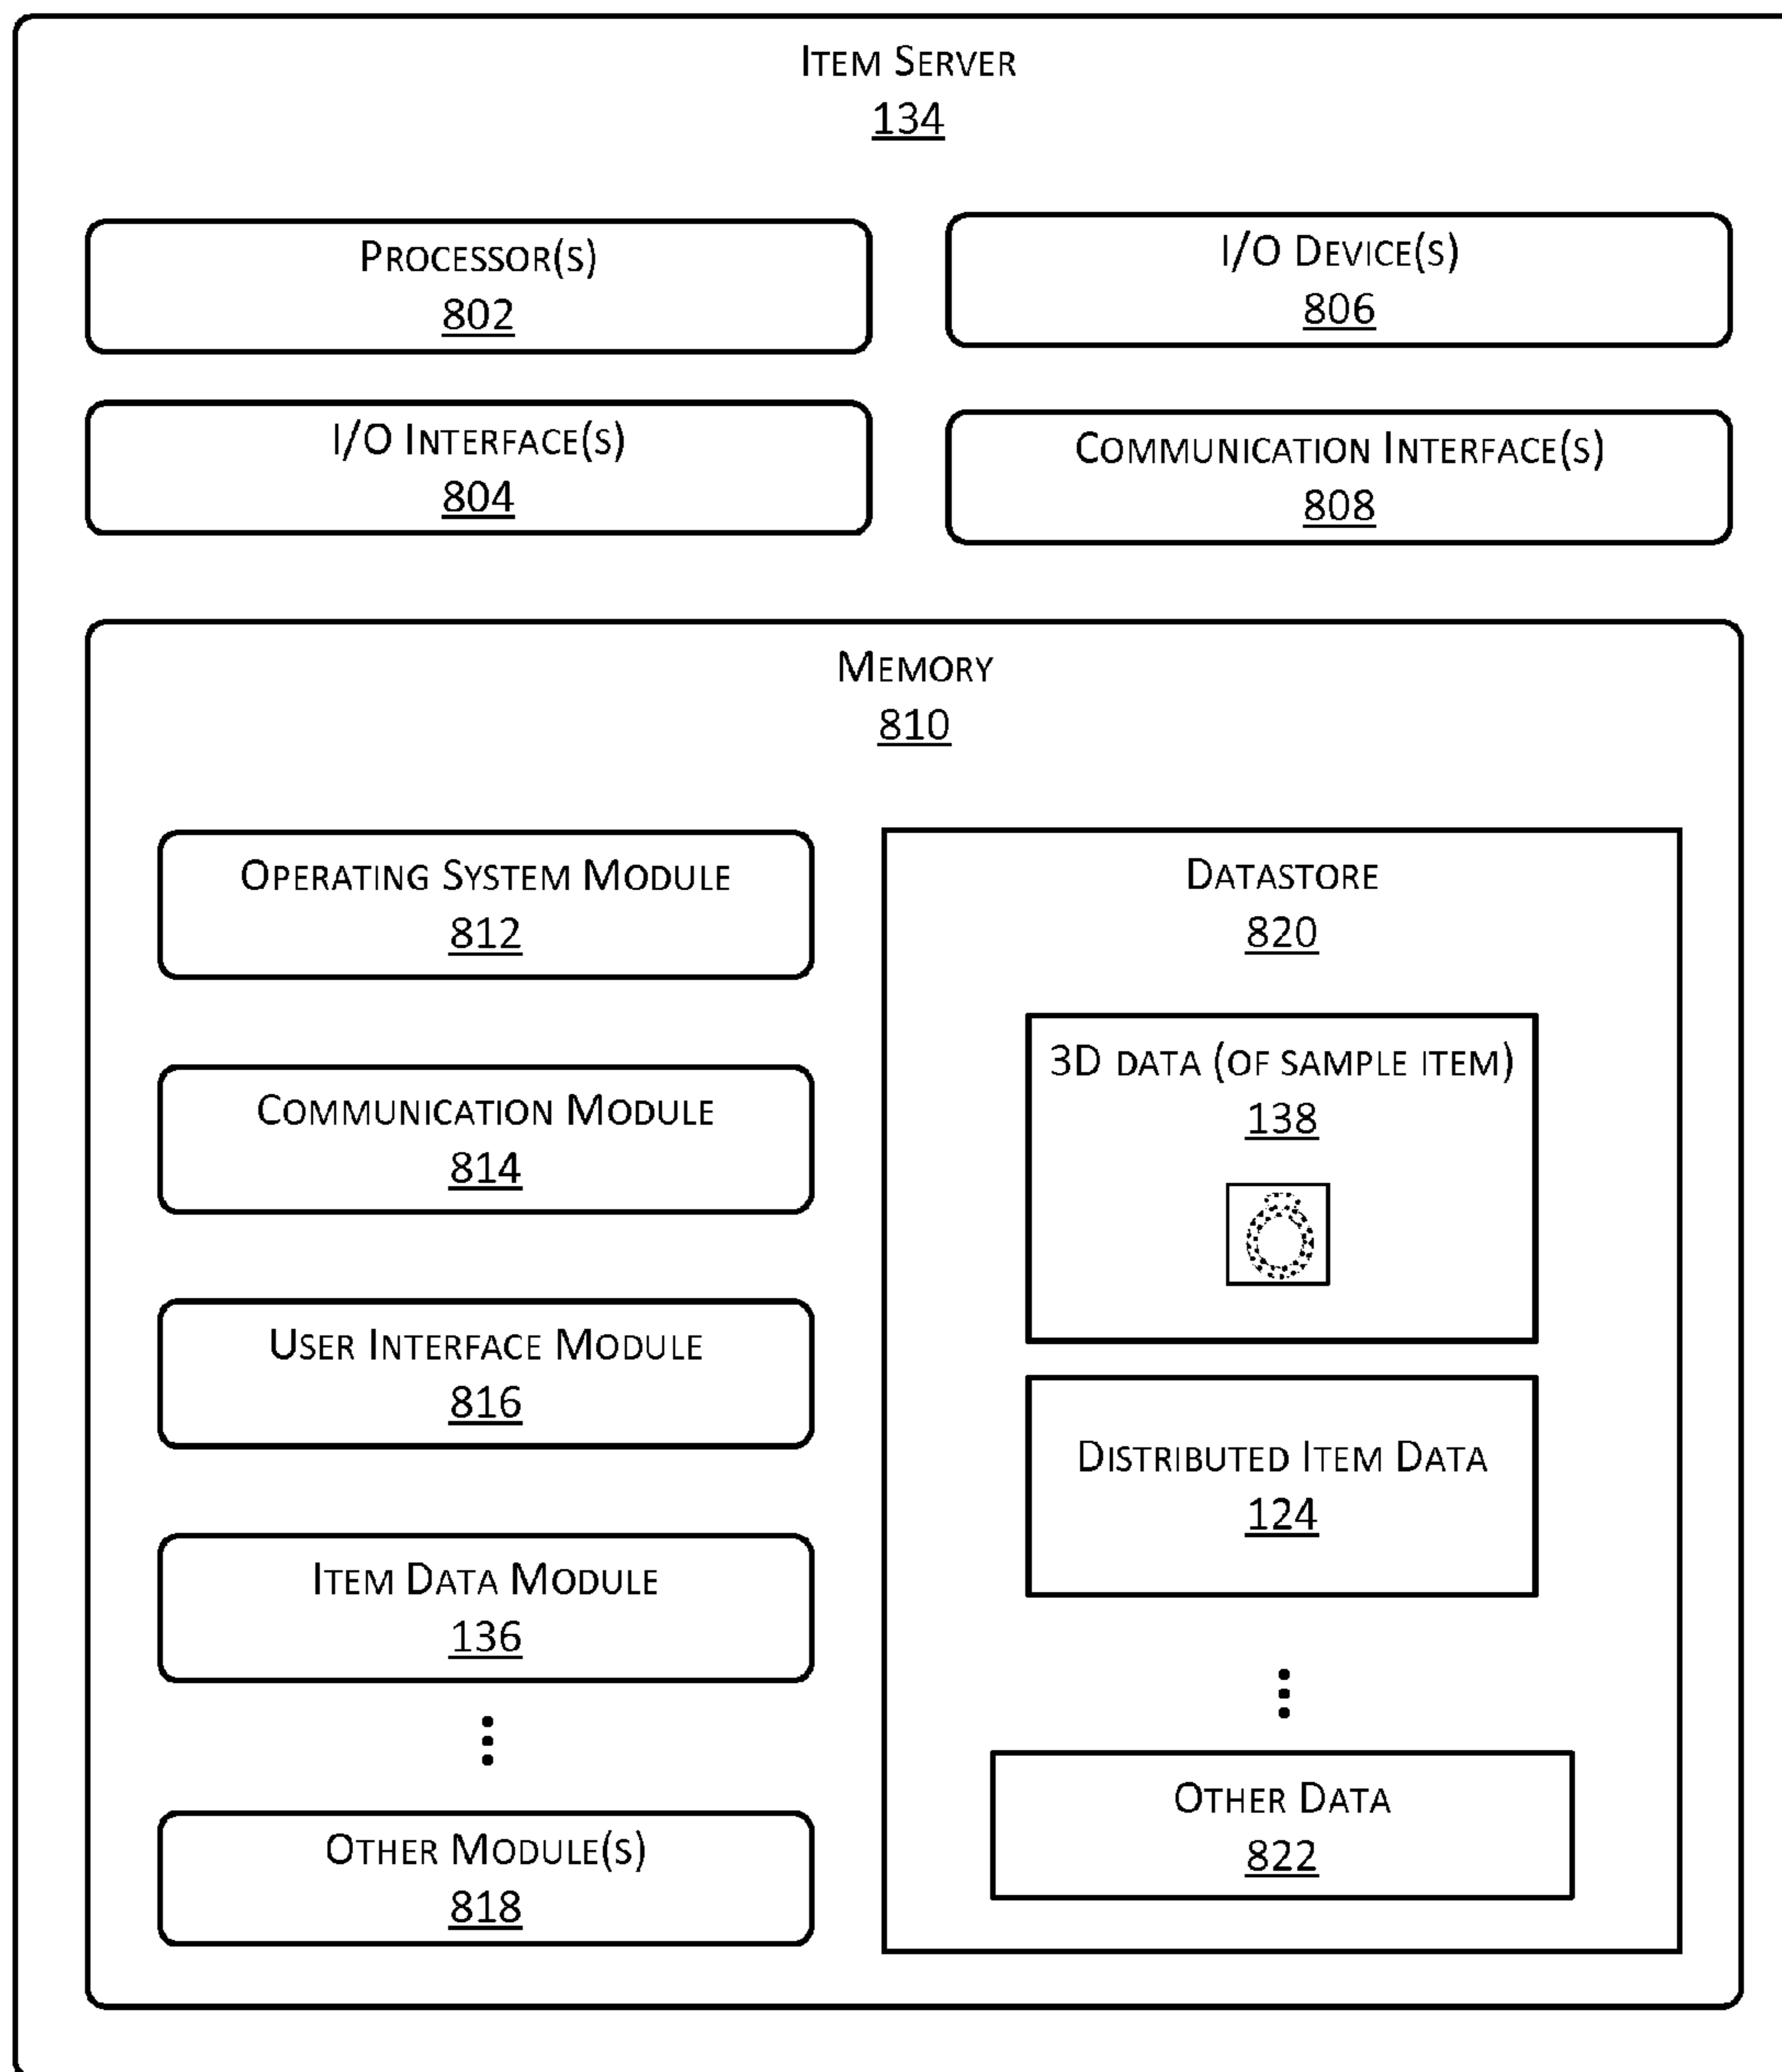 ITEM SERVER
134
PROCESSOR(S)
802
I/O DEVICE(S)
806
I/O INTERFACE(S)
804
COMMUNICATION INTERFACE(S)
808
MEMORY
810
OPERATING SYSTEM MODULE
812
COMMUNICATION MODULE
814
USER INTERFACE MODULE
816
ITEM DATA MODULE
136
OTHER MODULE(S)
818
DATASTORE
820
3D DATA (OF SAMPLE ITEM)
138
DISTRIBUTED ITEM DATA
124
OTHER DATA
822